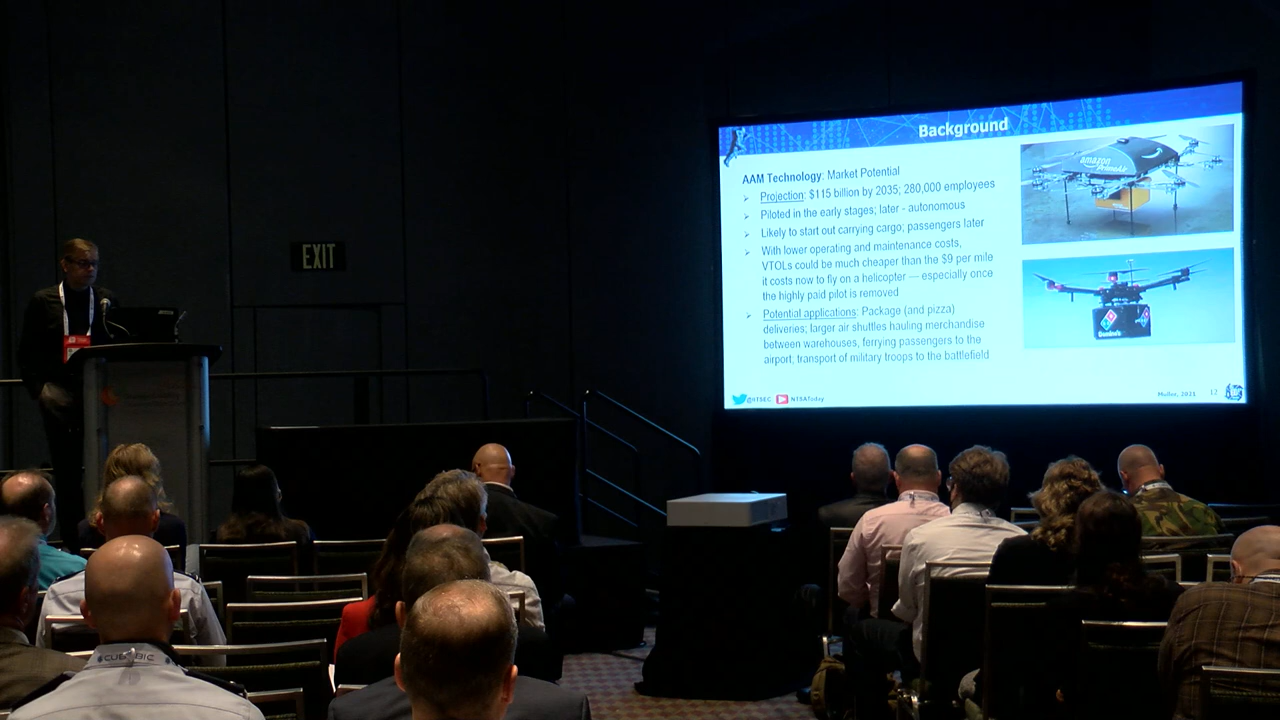 EXIT
Background
AAM Technology: Market Potential
Projection: $115 billion by 2035; 280,000 employees
Piloted in the early stages; later - autonomous
Likely to start out carrying cargo; passengers later
With lower operating and maintenance costs,
VTOLs could be much cheaper than the $9 per mile
it costs now to fly on a helicopter — especially once
the highly paid pilot is removed
Potential applications: Package (and pizza)
deliveries; larger air shuttles hauling merchandise
between warehouses, ferrying passengers to the
airport, transport of military troops to the battlefield
amazon
PrimeAir
Domino's
@IITSEC
NTSAToday
Muller, 2021
12
CUBIC